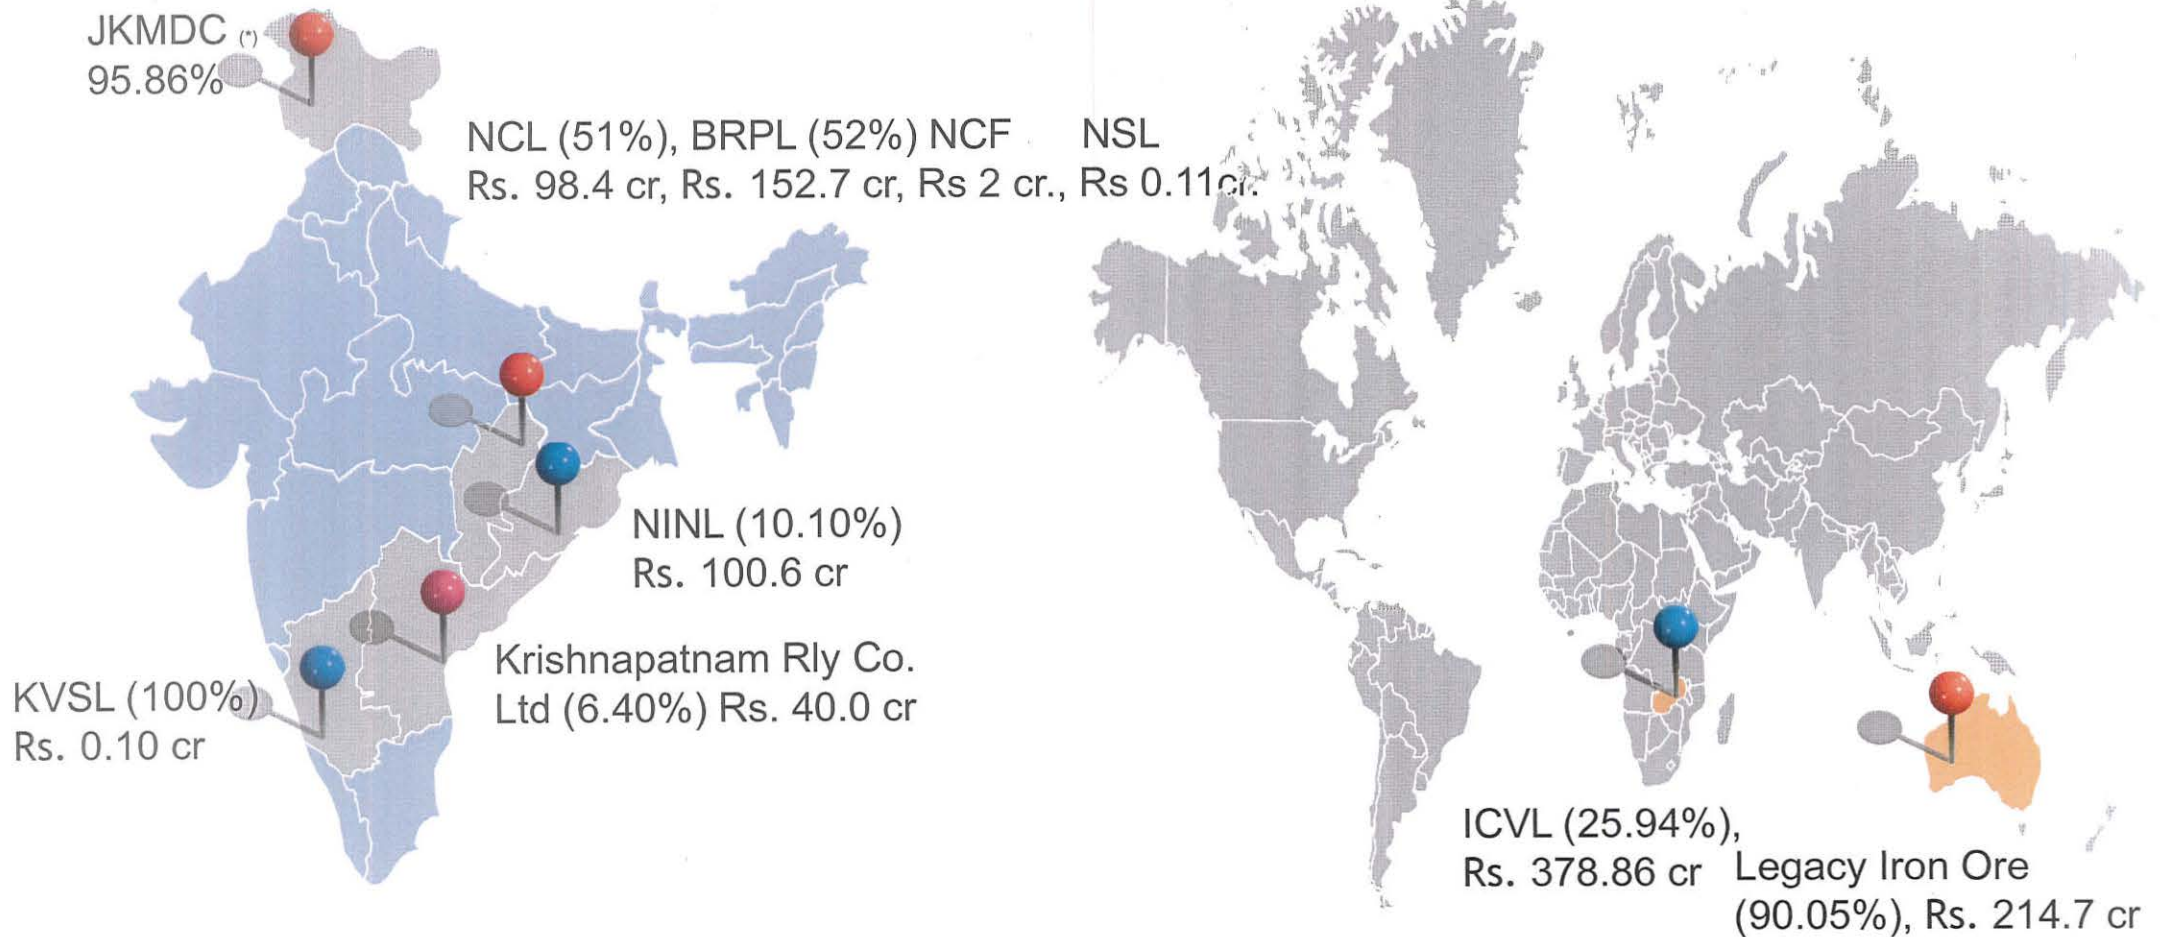 JKMDC (*)
95.86%
NCL (51%), BRPL (52%) NCF NSL
Rs. 98.4 cr, Rs. 152.7 cr, Rs 2 cr., Rs 0.11cr.
NINL (10.10%)
Rs. 100.6 cr
Krishnapatnam Rly Co.
Ltd (6.40%) Rs. 40.0 cr
KVSL (100%)
Rs. 0.10 cr
ICVL (25.94%),
Rs. 378.86 cr
Legacy Iron Ore
(90.05%), Rs. 214.7 cr